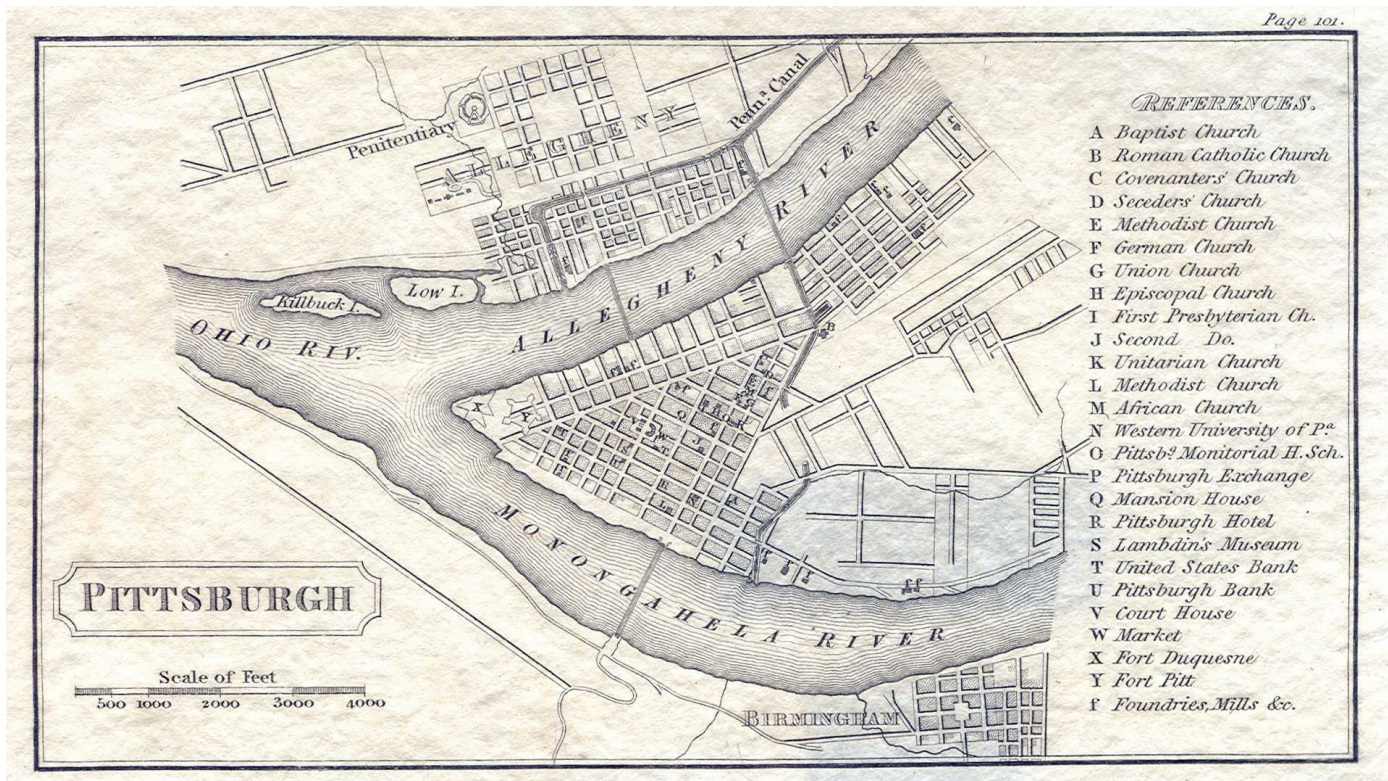 Page 101.
Penitentiary
ALLEGHENY
Penn.ª Canal
ALLEGHENY RIVER
Killbuck I.
Low I.
OHIO RIV.
MONONGAHELA RIVER
BIRMINGHAM
PITTSBURGH
Scale of Feet
500 1000 2000 3000 4000
REFERENCES.
A Baptist Church
B Roman Catholic Church
C Covenanters' Church
D Seceders' Church
E Methodist Church
F German Church
G Union Church
H Episcopal Church
I First Presbyterian Ch.
J Second Do.
K Unitarian Church
L Methodist Church
M African Church
N Western University of Pª
O Pittsbg Monitorial H. Sch.
P Pittsburgh Exchange
Q Mansion House
R Pittsburgh Hotel
S Lambdin's Museum
T United States Bank
U Pittsburgh Bank
V Court House
W Market
X Fort Duquesne
Y Fort Pitt
f Foundries, Mills &c.